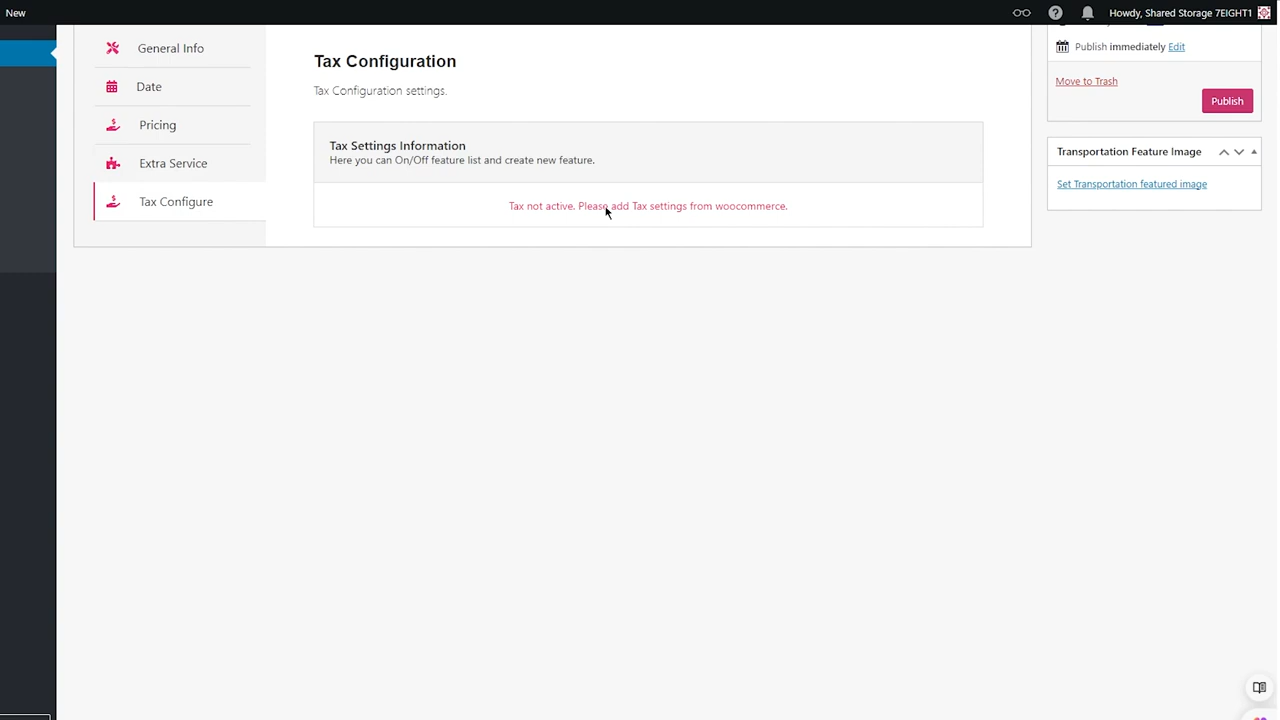 New
Howdy, Shared Storage 7EIGHT1
General Info
Date
Pricing
Extra Service
Tax Configure
Tax Configuration
Tax Configuration settings.
Tax Settings Information
Here you can On/Off feature list and create new feature.
Tax not active. Please add Tax settings from woocommerce.
Publish immediately Edit
Move to Trash
Publish
Transportation Feature Image
Set Transportation featured image